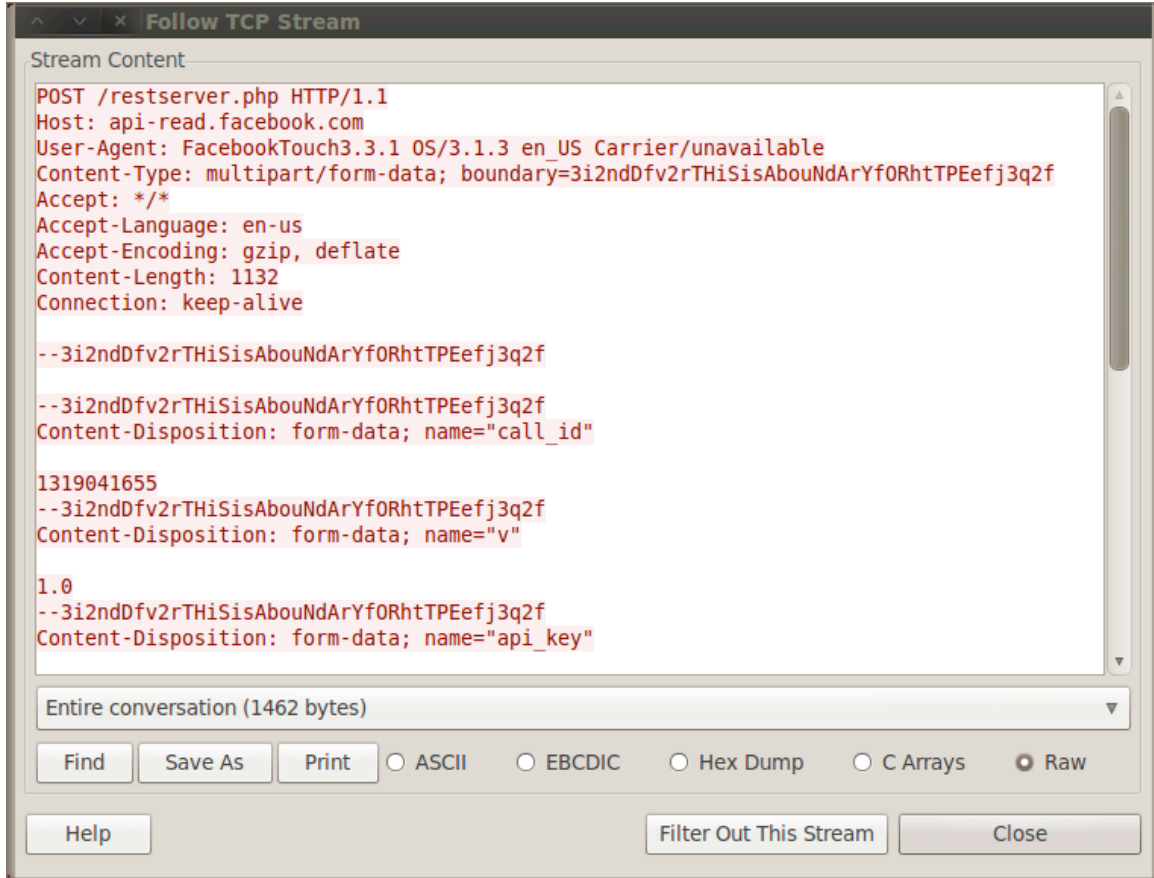 Follow TCP Stream
Stream Content
POST /restserver.php HTTP/1.1
Host: api-read.facebook.com
User-Agent: FacebookTouch3.3.1 OS/3.1.3 en_US Carrier/unavailable
Content-Type: multipart/form-data; boundary=3i2ndDfv2rTHiSisAbouNdArYfORhtTPEefj3q2f
Accept: */*
Accept-Language: en-us
Accept-Encoding: gzip, deflate
Content-Length: 1132
Connection: keep-alive
--3i2ndDfv2rTHiSisAbouNdArYfORhtTPEefj3q2f
--3i2ndDfv2rTHiSisAbouNdArYfORhtTPEefj3q2f
Content-Disposition: form-data; name="call_id"
1319041655
--3i2ndDfv2rTHiSisAbouNdArYfORhtTPEefj3q2f
Content-Disposition: form-data; name="v"
1.0
--3i2ndDfv2rTHiSisAbouNdArYfORhtTPEefj3q2f
Content-Disposition: form-data; name="api_key"
Entire conversation (1462 bytes)
Find Save As Print ASCII EBCDIC Hex Dump C Arrays Raw
Help Filter Out This Stream Close